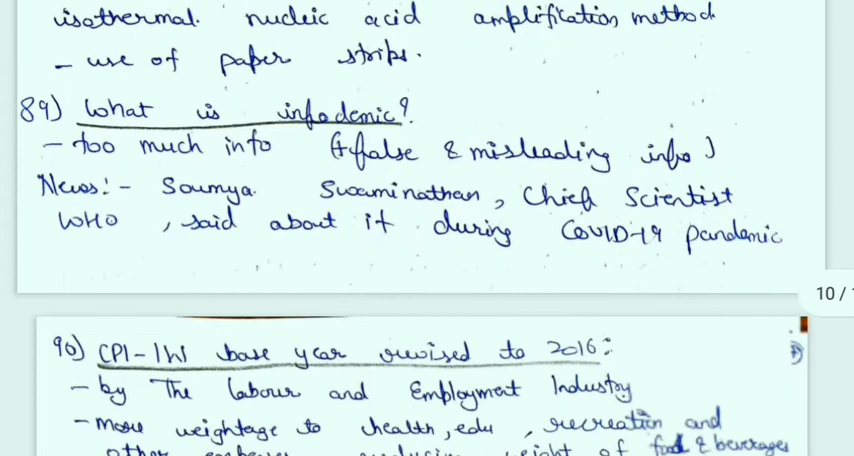 isothermal nucleic acid amplification method
- use of paper strips.
89) What is infodemic?
- too much info (+ false & misleading info)
News:- Soumya Swaminathan, Chief Scientist
WHO, said about it during COVID-19 pandemic
10/1
90) CPI-IW base year revised to 2016:
- by The Labour and Employment Industry
- more weightage to health, edu, recreation and
other weight of food & beverages